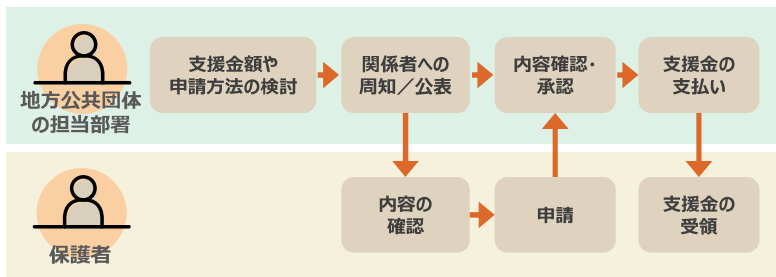 地方公共団体
の担当部署
支援金額や
申請方法の検討
関係者への
周知／公表
内容確認・
承認
支援金の
支払い
保護者
内容の
確認
申請
支援金の
受領